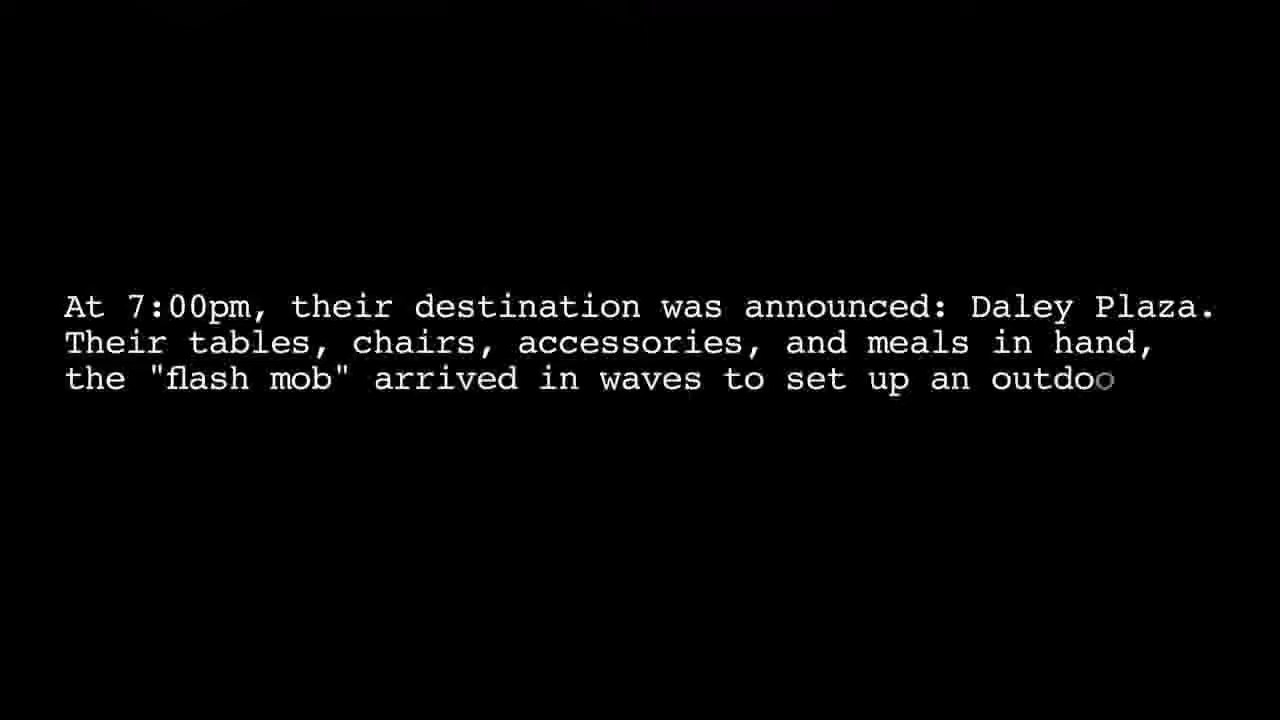 At 7:00pm, their destination was announced: Daley Plaza.
Their tables, chairs, accessories, and meals in hand,
the "flash mob" arrived in waves to set up an outdoo